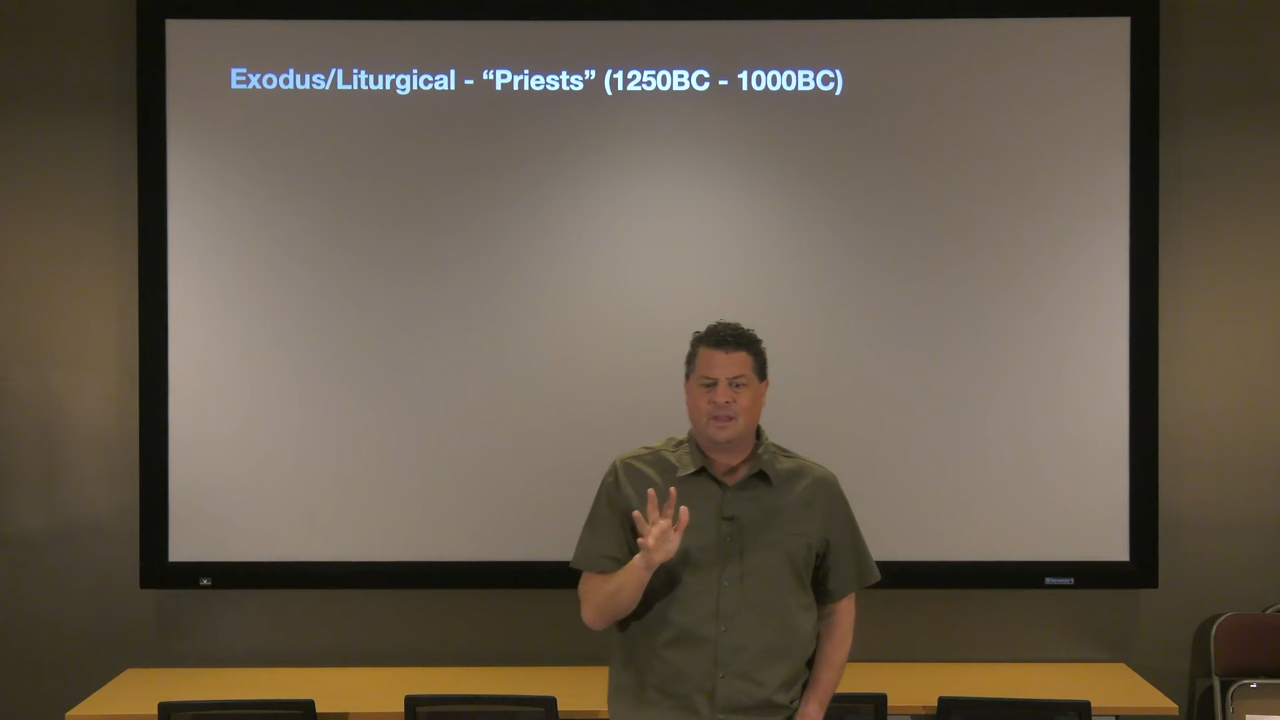 Exodus/Liturgical - “Priests” (1250BC - 1000BC)